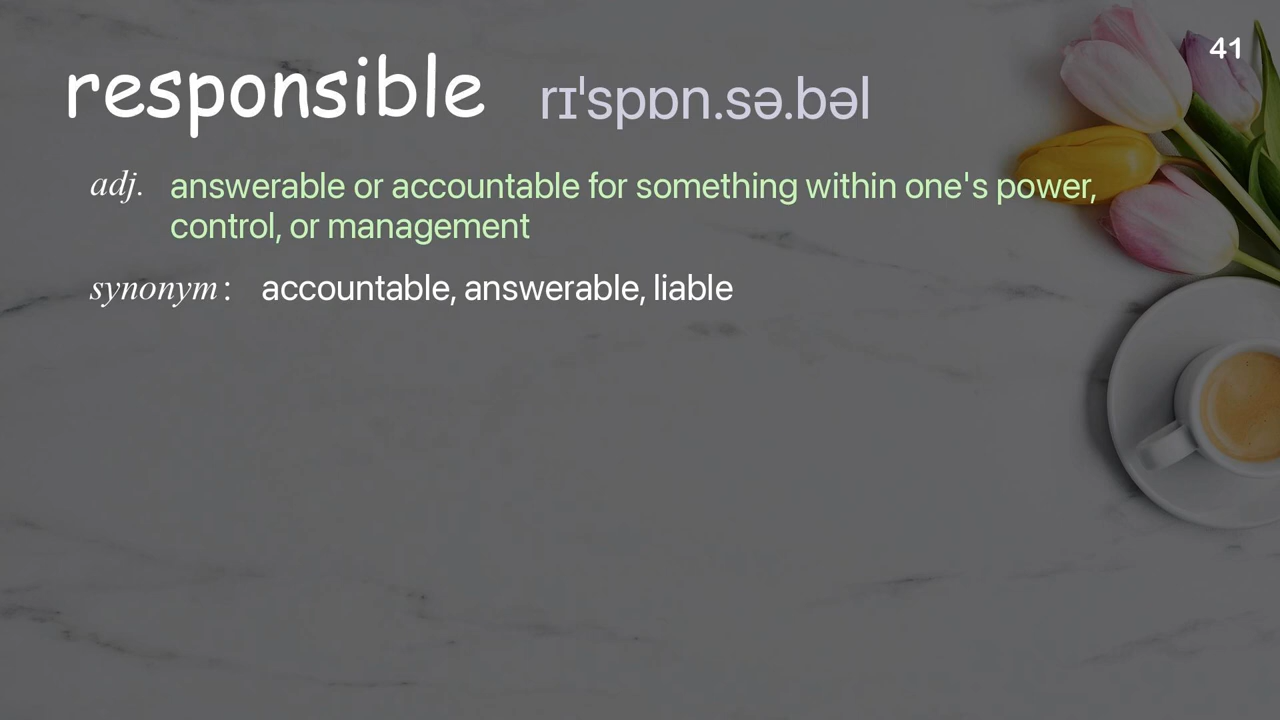 41
responsible rɪˈspɒn.sə.bəl
adj. answerable or accountable for something within one's power,
control, or management
synonym : accountable, answerable, liable